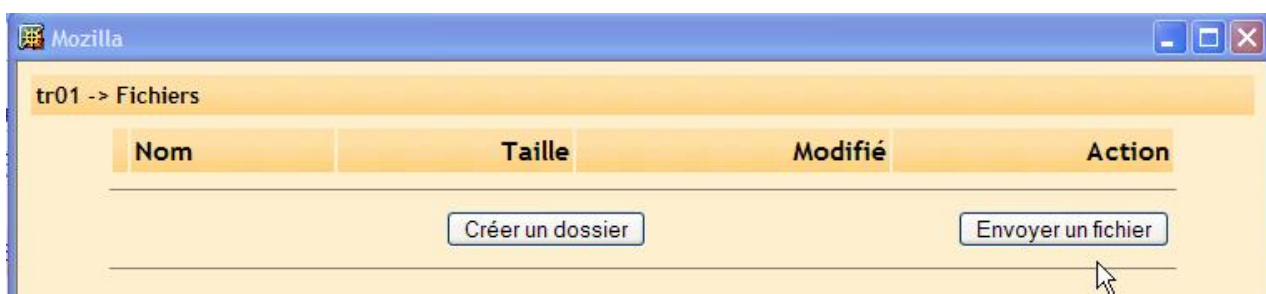 Mozilla
tr01 -> Fichiers
Nom Taille Modifié Action
Créer un dossier Envoyer un fichier